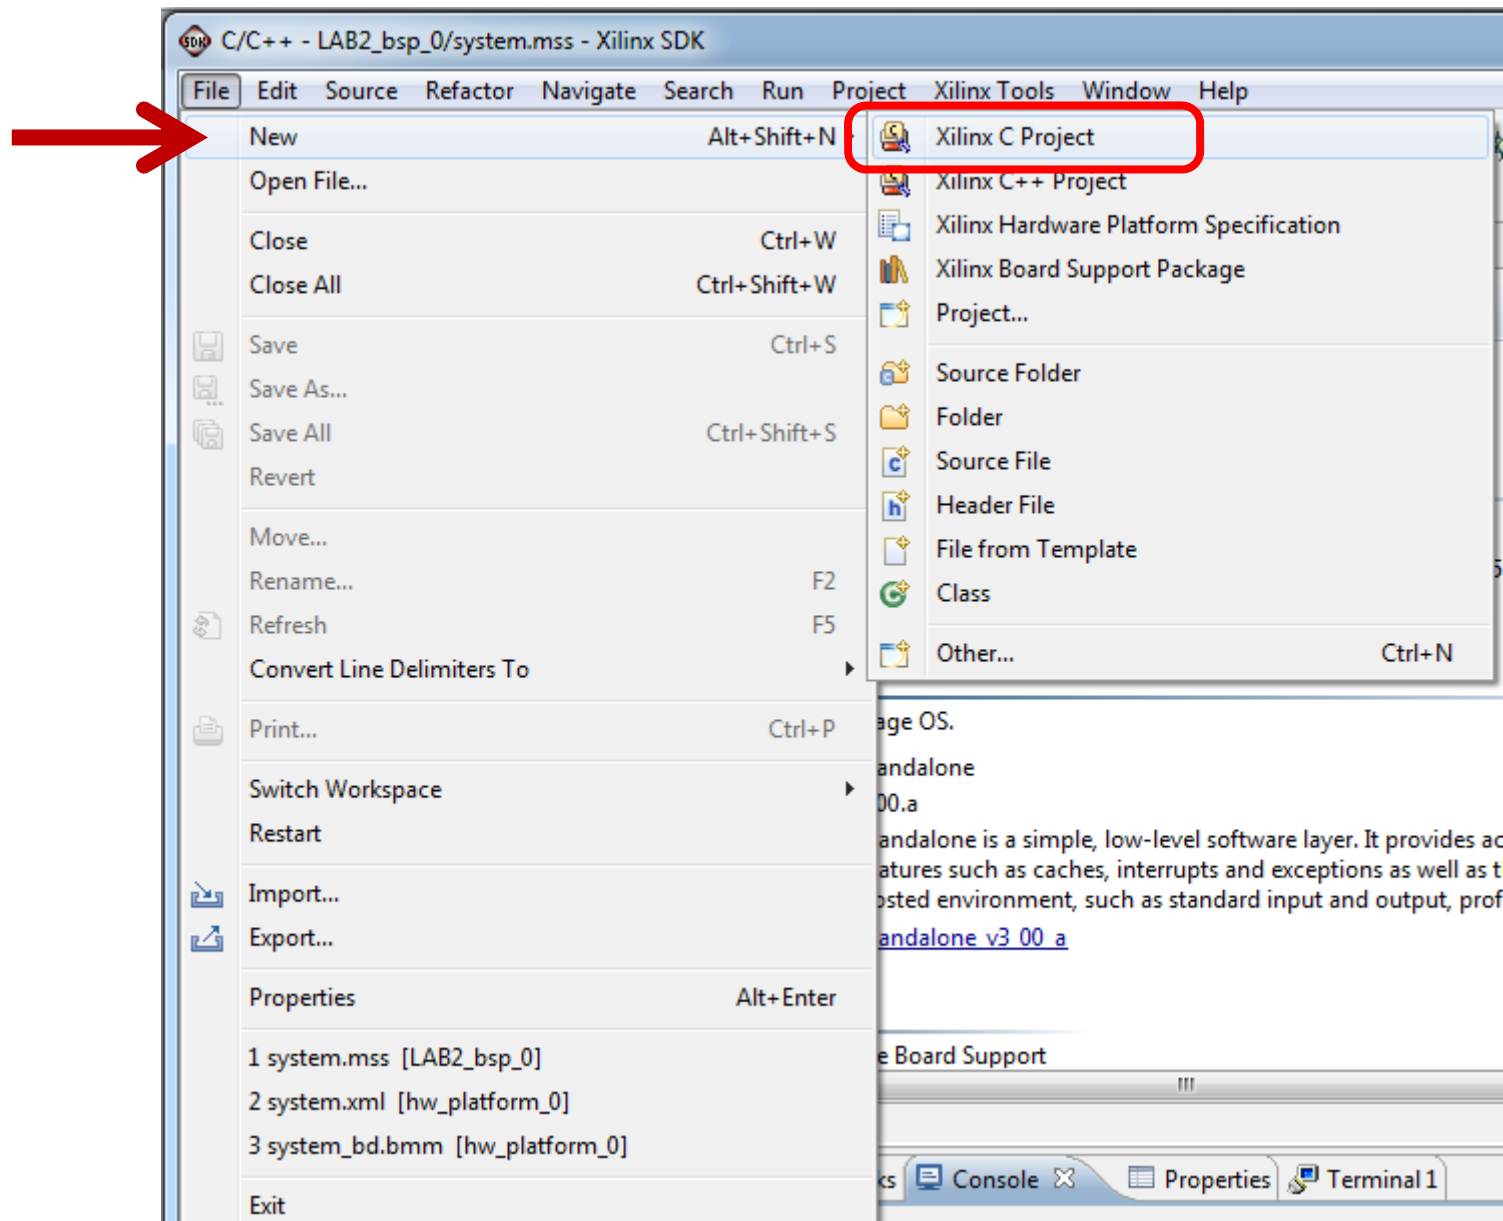 C/C++ - LAB2_bsp_0/system.mss - Xilinx SDK
File Edit Source Refactor Navigate Search Run Project Xilinx Tools Window Help
New Alt+Shift+N
Open File...
Close Ctrl+W
Close All Ctrl+Shift+W
Save Ctrl+S
Save As...
Save All Ctrl+Shift+S
Revert
Move...
Rename... F2
Refresh F5
Convert Line Delimiters To
Print... Ctrl+P
Switch Workspace
Restart
Import...
Export...
Properties Alt+Enter
1 system.mss [LAB2_bsp_0]
2 system.xml [hw_platform_0]
3 system_bd.bmm [hw_platform_0]
Exit
Xilinx C Project
Xilinx C++ Project
Xilinx Hardware Platform Specification
Xilinx Board Support Package
Project...
Source Folder
Folder
Source File
Header File
File from Template
Class
Other... Ctrl+N
age OS.
andalone
00.a
andalone is a simple, low-level software layer. It provides ac
atures such as caches, interrupts and exceptions as well as t
osted environment, such as standard input and output, prof
andalone_v3_00_a
e Board Support
ks Console Properties Terminal 1